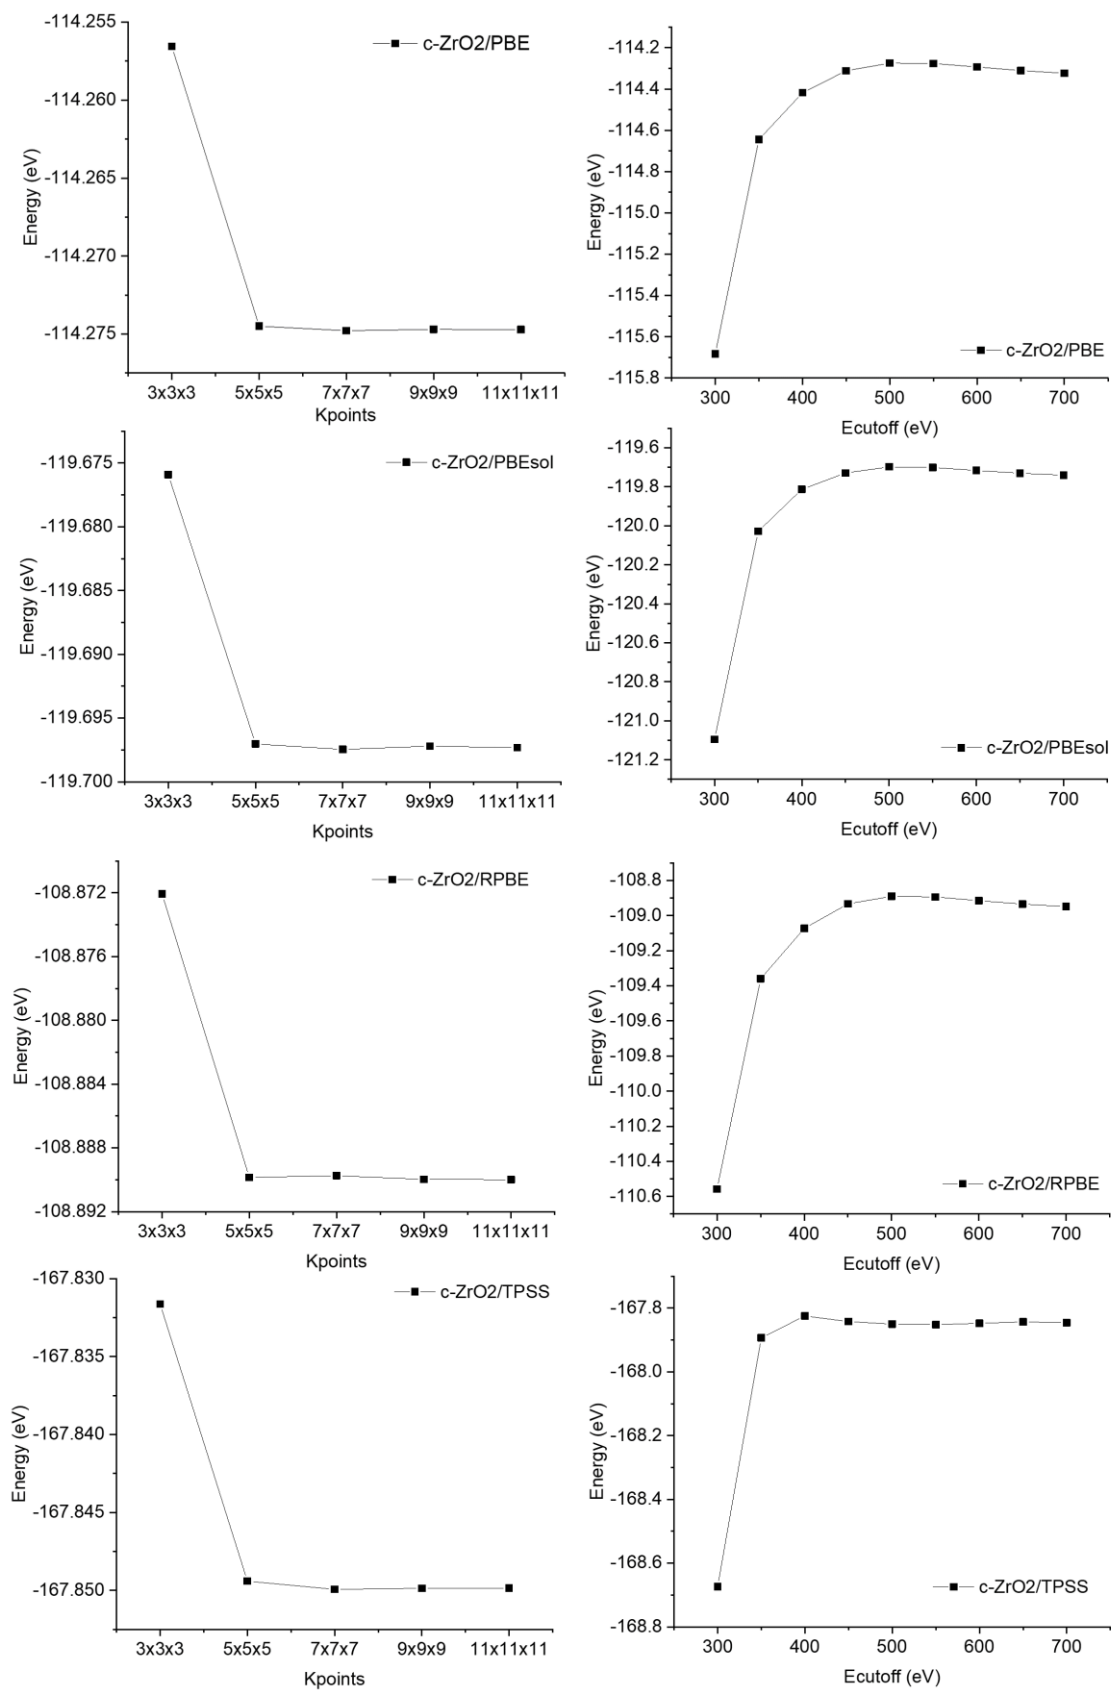 c-ZrO2/PBE
-114.255
-114.260
-114.265
-114.270
-114.275
Energy (eV)
3x3x3 5x5x5 7x7x7 9x9x9 11x11x11
Kpoints
c-ZrO2/PBE
-114.2
-114.4
-114.6
-114.8
-115.0
-115.2
-115.4
-115.6
-115.8
Energy (eV)
300 400 500 600 700
Ecutoff (eV)
c-ZrO2/PBEsol
-119.675
-119.680
-119.685
-119.690
-119.695
-119.700
Energy (eV)
3x3x3 5x5x5 7x7x7 9x9x9 11x11x11
Kpoints
-119.6
-119.8
-120.0
-120.2
-120.4
-120.6
-120.8
-121.0
-121.2
Energy (eV)
c-ZrO2/PBEsol
300 400 500 600 700
Ecutoff (eV)
c-ZrO2/RPBE
-108.872
-108.876
-108.880
-108.884
-108.888
-108.892
Energy (eV)
3x3x3 5x5x5 7x7x7 9x9x9 11x11x11
Kpoints
-108.8
-109.0
-109.2
-109.4
-109.6
-109.8
-110.0
-110.2
-110.4
-110.6
Energy (eV)
c-ZrO2/RPBE
300 400 500 600 700
Ecutoff (eV)
c-ZrO2/TPSS
-167.830
-167.835
-167.840
-167.845
-167.850
Energy (eV)
3x3x3 5x5x5 7x7x7 9x9x9 11x11x11
Kpoints
-167.8
-168.0
-168.2
-168.4
-168.6
-168.8
Energy (eV)
c-ZrO2/TPSS
300 400 500 600 700
Ecutoff (eV)